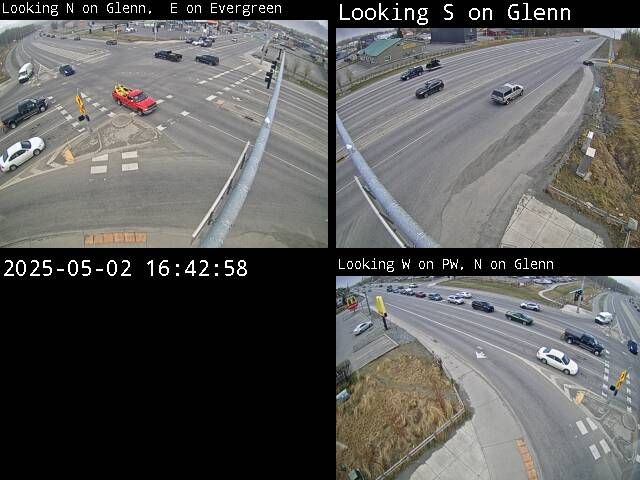 Looking N on Glenn, E on Evergreen
Looking S on Glenn
2025-05-02 16:42:58
Looking W on PW, N on Glenn